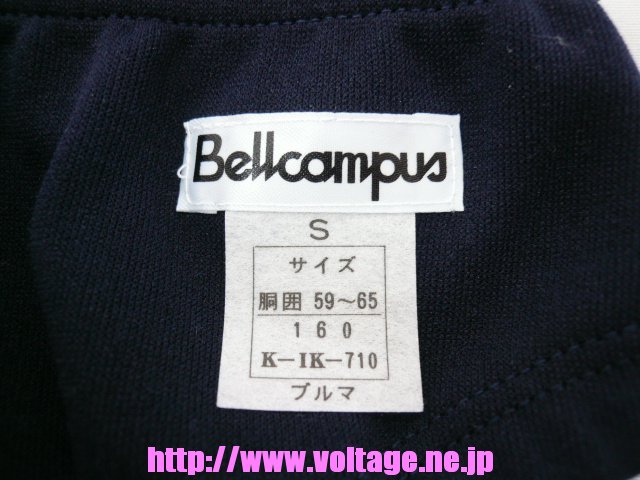 Bellcampus
S
サイズ
胴囲 59～65
160
K-IK-710
ブルマ
http://www.voltage.ne.jp